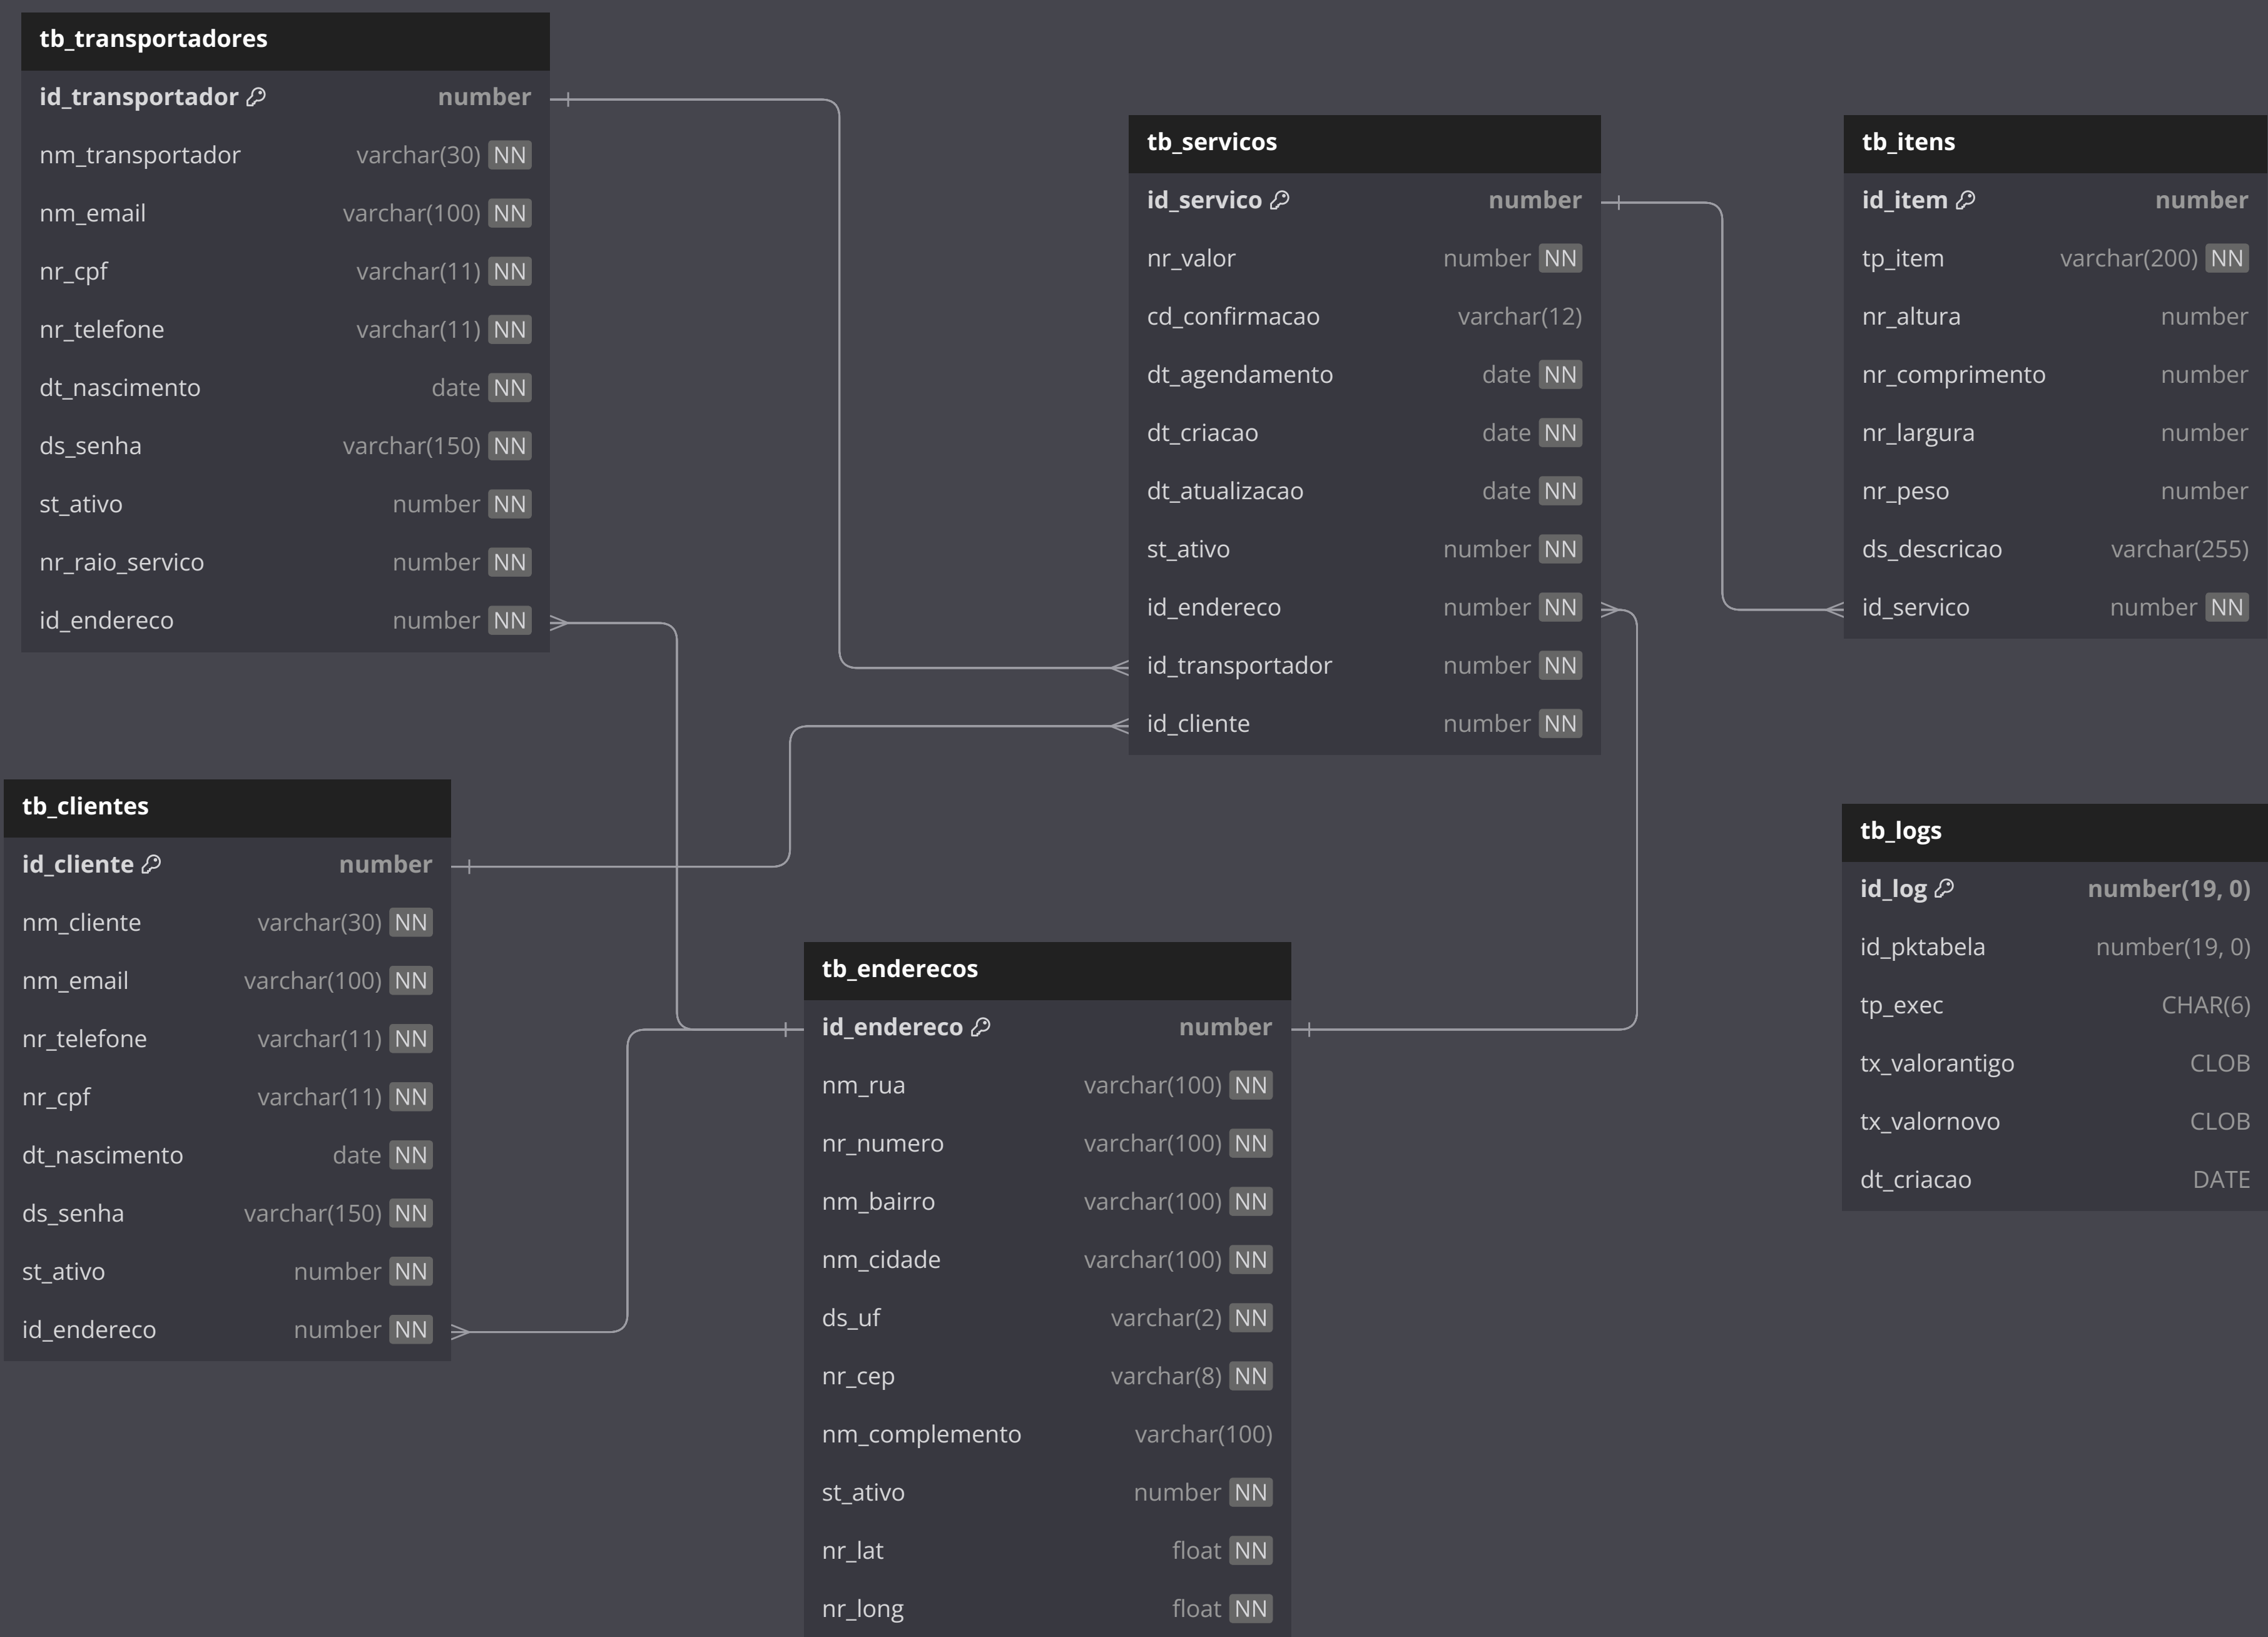 tb_transportadores
id_transportador number
nm_transportador varchar(30) NN
nm_email varchar(100) NN
nr_cpf varchar(11) NN
nr_telefone varchar(11) NN
dt_nascimento date NN
ds_senha varchar(150) NN
st_ativo number NN
nr_raio_servico number NN
id_endereco number NN
tb_servicos
id_servico number
nr_valor number NN
cd_confirmacao varchar(12)
dt_agendamento date NN
dt_criacao date NN
dt_atualizacao date NN
st_ativo number NN
id_endereco number NN
id_transportador number NN
id_cliente number NN
tb_itens
id_item number
tp_item varchar(200) NN
nr_altura number
nr_comprimento number
nr_largura number
nr_peso number
ds_descricao varchar(255)
id_servico number NN
tb_clientes
id_cliente number
nm_cliente varchar(30) NN
nm_email varchar(100) NN
nr_telefone varchar(11) NN
nr_cpf varchar(11) NN
dt_nascimento date NN
ds_senha varchar(150) NN
st_ativo number NN
id_endereco number NN
tb_enderecos
id_endereco number
nm_rua varchar(100) NN
nr_numero varchar(100) NN
nm_bairro varchar(100) NN
nm_cidade varchar(100) NN
ds_uf varchar(2) NN
nr_cep varchar(8) NN
nm_complemento varchar(100)
st_ativo number NN
nr_lat float NN
nr_long float NN
tb_logs
id_log number(19, 0)
id_pktabela number(19, 0)
tp_exec CHAR(6)
tx_valorantigo CLOB
tx_valornovo CLOB
dt_criacao DATE